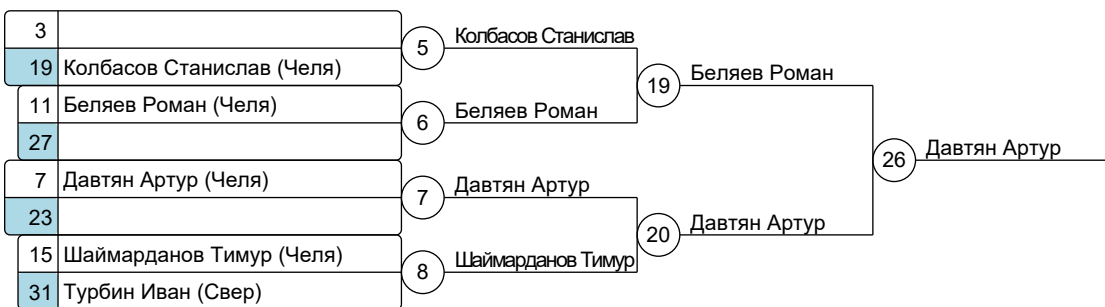 3
19 Колбасов Станислав (Челя)
11 Беляев Роман (Челя)
27
7 Давтян Артур (Челя)
23
15 Шаймарданов Тимур (Челя)
31 Турбин Иван (Свер)
5 Колбасов Станислав
6 Беляев Роман
7 Давтян Артур
8 Шаймарданов Тимур
19 Беляев Роман
20 Давтян Артур
26 Давтян Артур